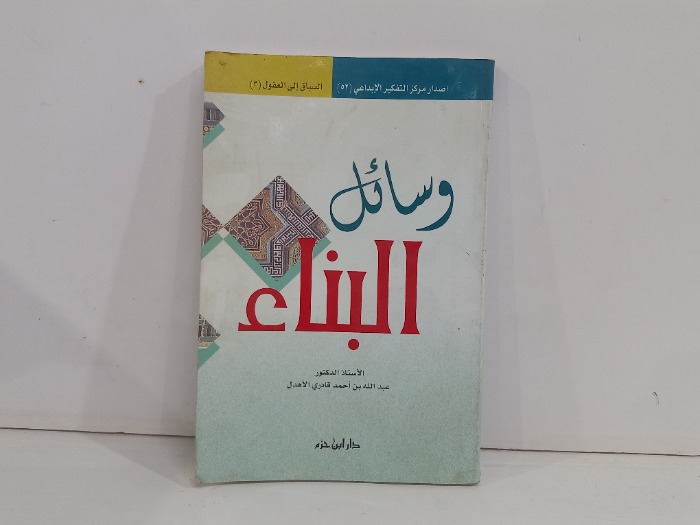 اصدار مركز التفكير الإبداعي (٥٢) السباق إلى العقول (٣)
وسائل
البناء
الأستاذ الدكتور
عبد الله بن أحمد قادري الأهدل
دار ابن حزم